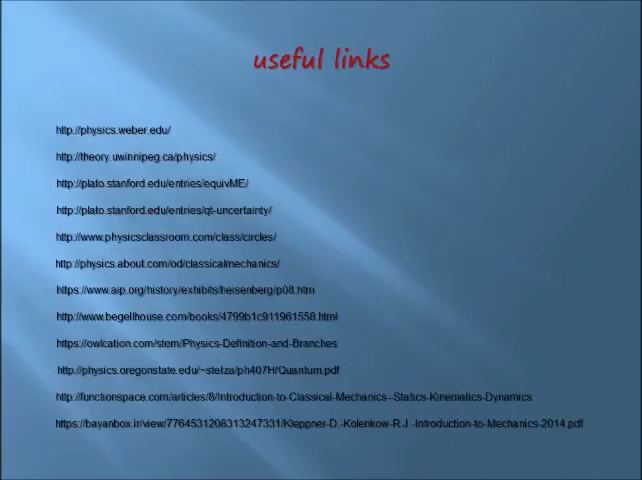 useful links
http://physics.weber.edu/
http://theory.uwinnipeg.ca/physics/
http://plato.stanford.edu/entries/equivME/
http://plato.stanford.edu/entries/qt-uncertainty/
http://www.physicsclassroom.com/class/circles/
http://physics.about.com/od/classicalmechanics/
https://www.aip.org/history/exhibits/heisenberg/p08.htm
http://www.begellhouse.com/books/4799b1c911961558.html
https://owlcation.com/stem/Physics-Definition-and-Branches
http://physics.oregonstate.edu/~stetza/ph407H/Quantum.pdf
http://functionspace.com/articles/8/Introduction-to-Classical-Mechanics--Statics-Kinematics-Dynamics
https://bayanbox.ir/view/7764531208313247331/Kleppner-D.-Kolenkow-R.J.-Introduction-to-Mechanics-2014.pdf